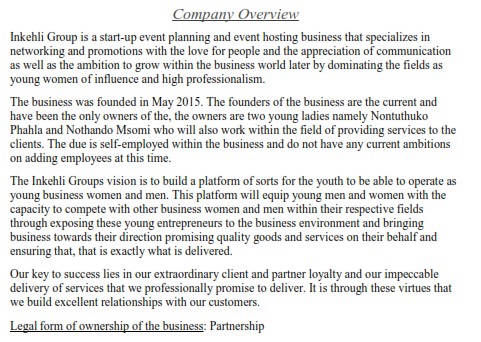 Company Overview
Inkehli Group is a start-up event planning and event hosting business that specializes in
networking and promotions with the love for people and the appreciation of communication
as well as the ambition to grow within the business world later by dominating the fields as
young women of influence and high professionalism.
The business was founded in May 2015. The founders of the business are the current and
have been the only owners of the, the owners are two young ladies namely Nontuthuko
Phahla and Nothando Msomi who will also work within the field of providing services to the
clients. The due is self-employed within the business and do not have any current ambitions
on adding employees at this time.
The Inkehli Groups vision is to build a platform of sorts for the youth to be able to operate as
young business women and men. This platform will equip young men and women with the
capacity to compete with other business women and men within their respective fields
through exposing these young entrepreneurs to the business environment and bringing
business towards their direction promising quality goods and services on their behalf and
ensuring that, that is exactly what is delivered.
Our key to success lies in our extraordinary client and partner loyalty and our impeccable
delivery of services that we professionally promise to deliver. It is through these virtues that
we build excellent relationships with our customers.
Legal form of ownership of the business: Partnership